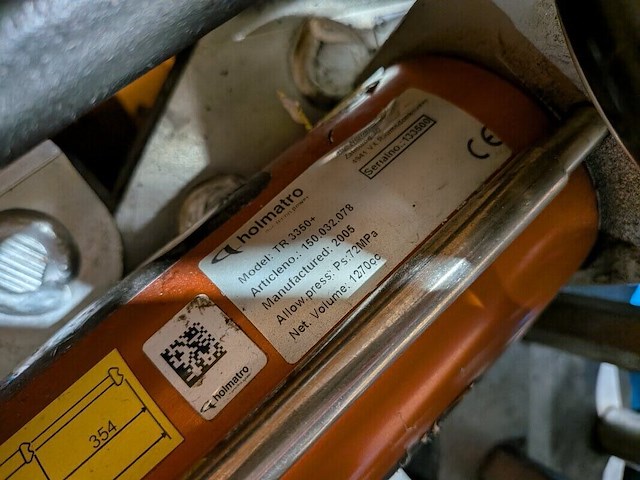 holmatro
Model: TR 3350+
Articleno.: 150.032.078
Manufactured: 2005
Allow.press: Ps:72MPa
Net. Volume: 1270cc
Serialno.
CE
holmatro
354